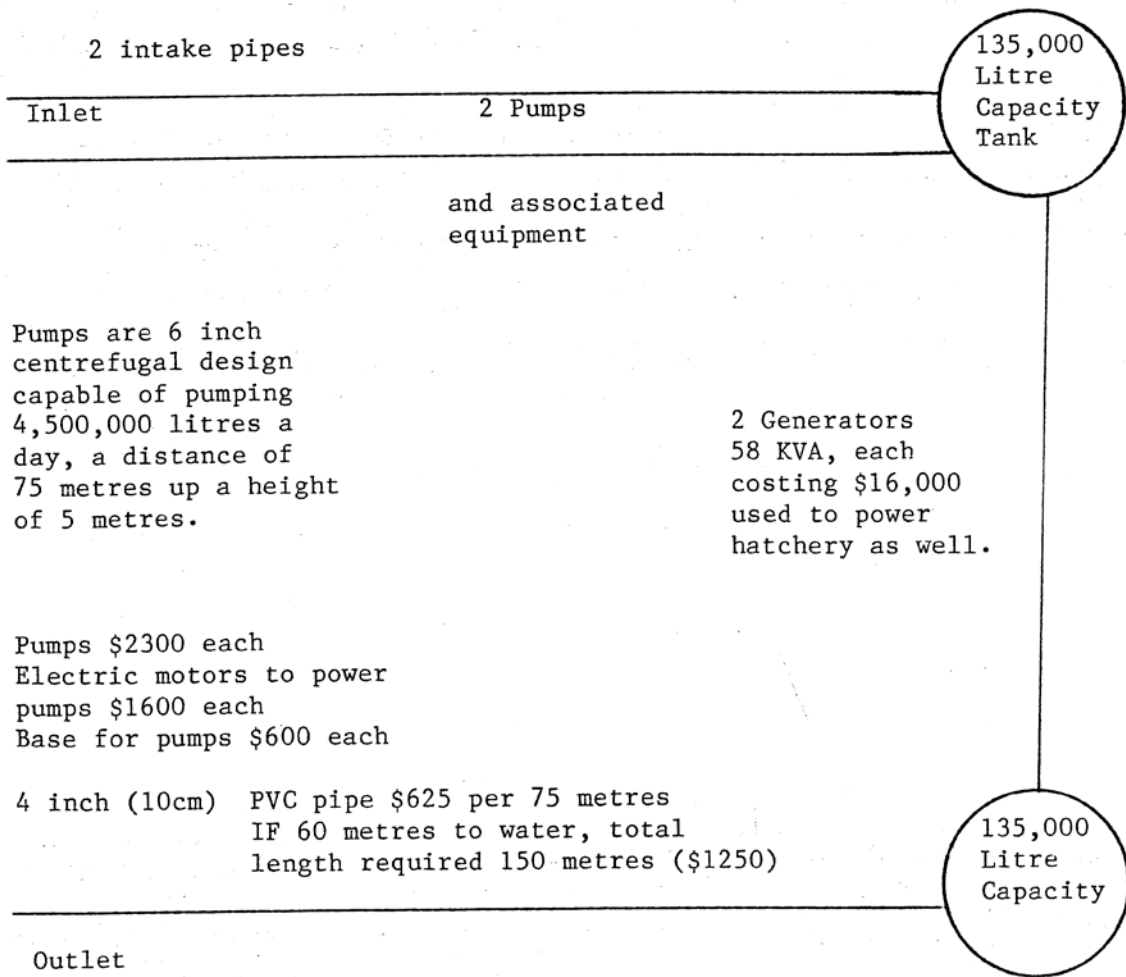 2 intake pipes
135,000
Litre
Capacity
Tank
Inlet
2 Pumps
and associated
equipment
Pumps are 6 inch
centrefugal design
capable of pumping
4,500,000 litres a
day, a distance of
75 metres up a height
of 5 metres.
2 Generators
58 KVA, each
costing $16,000
used to power
hatchery as well.
Pumps $2300 each
Electric motors to power
pumps $1600 each
Base for pumps $600 each
4 inch (10cm) PVC pipe $625 per 75 metres
IF 60 metres to water, total
length required 150 metres ($1250)
135,000
Litre
Capacity
Outlet